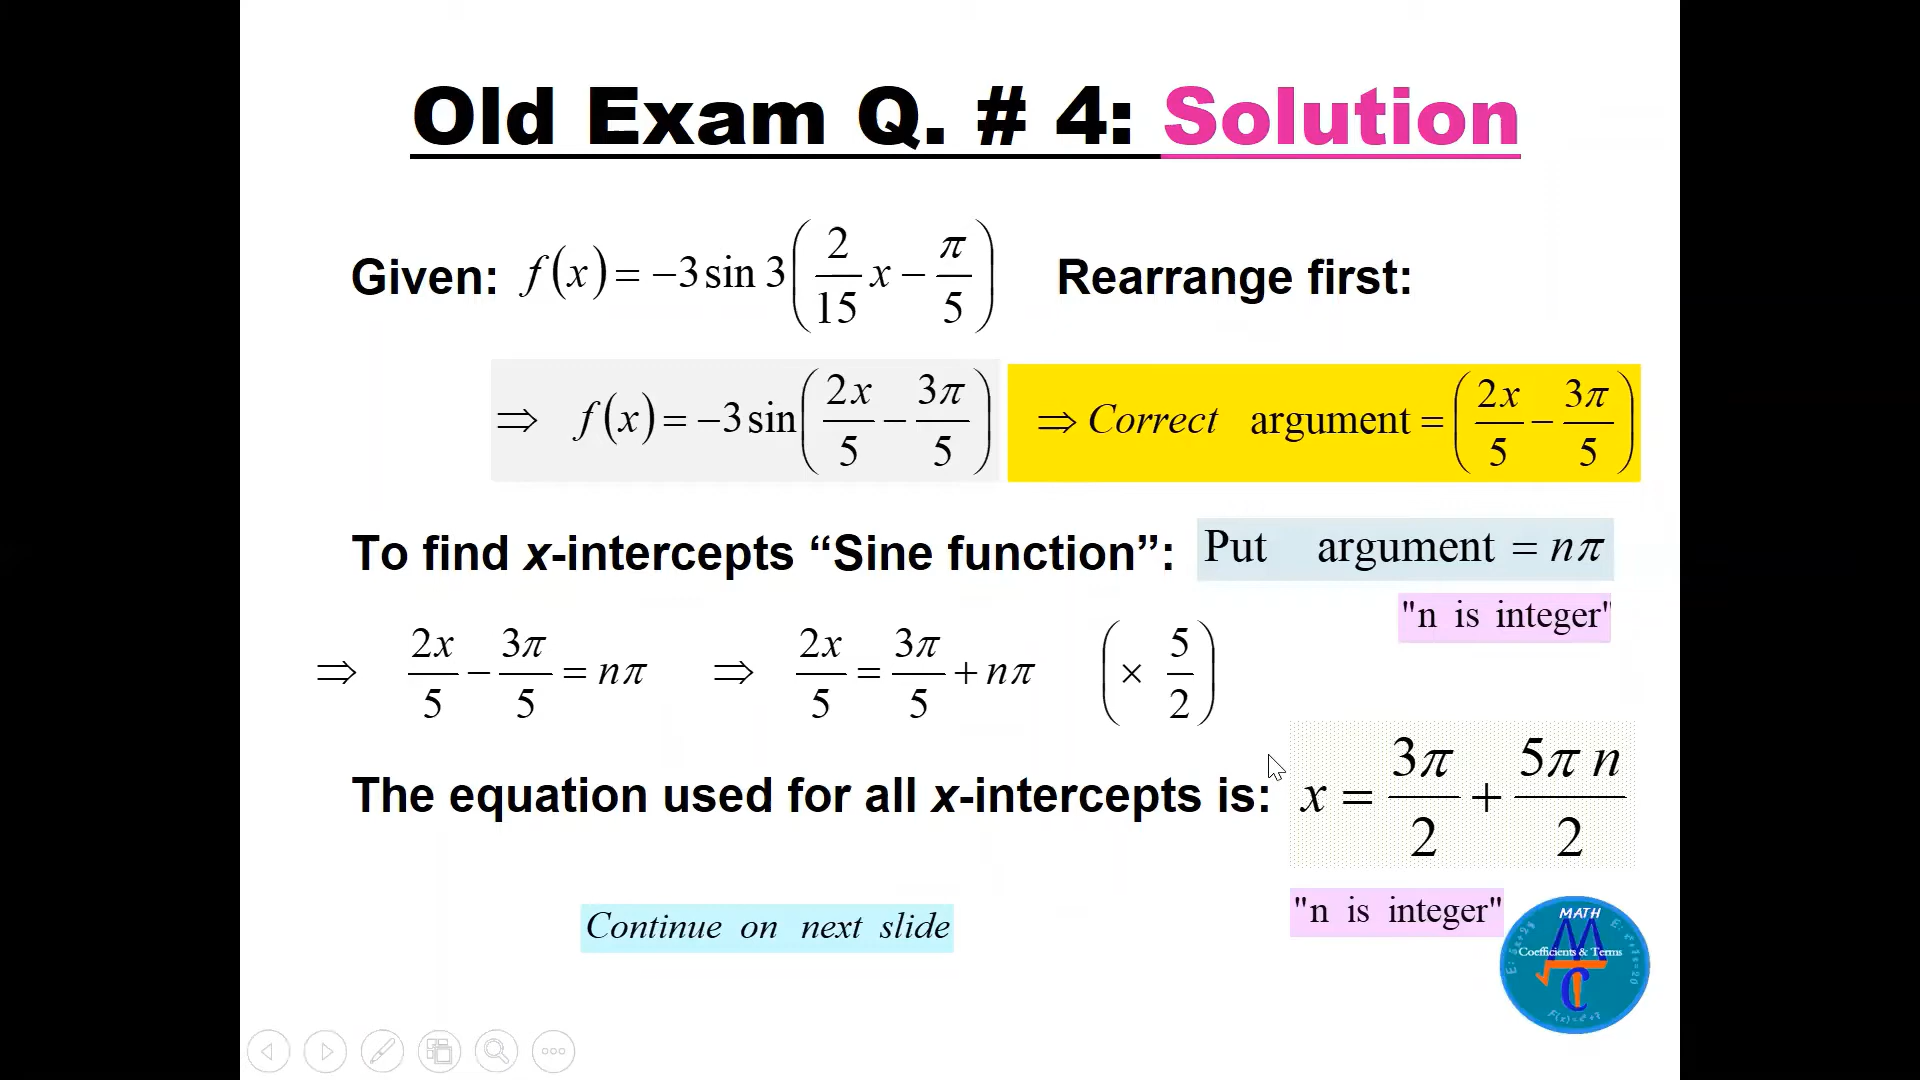 Old Exam Q. # 4: Solution
Given: f(x) = −3 sin 3(2/15 x − π/5) Rearrange first:
⇒ f(x) = −3 sin(2x/5 − 3π/5) ⇒ Correct argument = (2x/5 − 3π/5)
To find x-intercepts “Sine function”: Put argument = nπ
"n is integer"
⇒ 2x/5 − 3π/5 = nπ ⇒ 2x/5 = 3π/5 + nπ (× 5/2)
The equation used for all x-intercepts is: x = 3π/2 + 5π n/2
"n is integer"
Continue on next slide
MATH
Coefficients & Terms